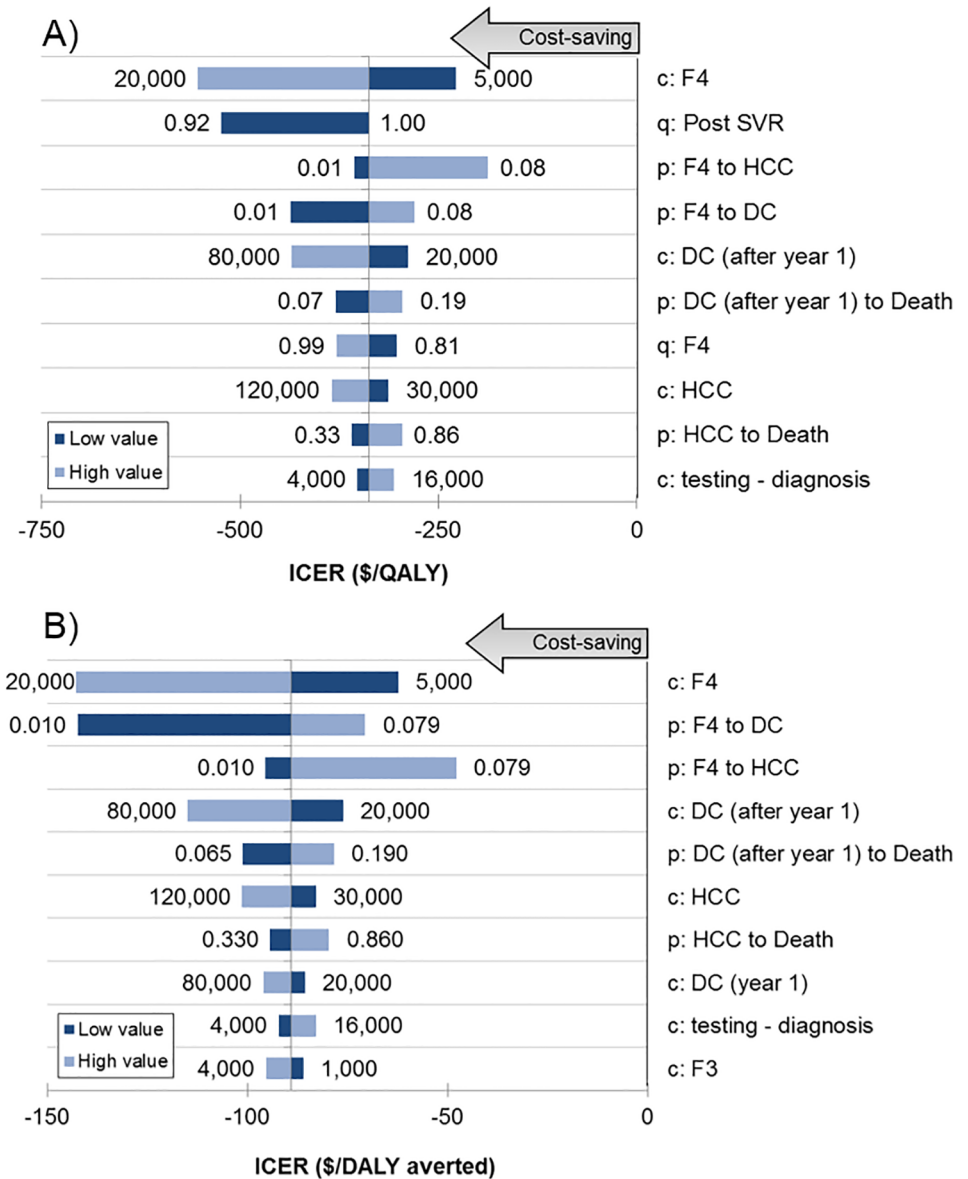 A)
Cost-saving
20,000 5,000 c: F4
0.92 1.00 q: Post SVR
0.01 0.08 p: F4 to HCC
0.01 0.08 p: F4 to DC
80,000 20,000 c: DC (after year 1)
0.07 0.19 p: DC (after year 1) to Death
0.99 0.81 q: F4
120,000 30,000 c: HCC
0.33 0.86 p: HCC to Death
4,000 16,000 c: testing - diagnosis
Low value
High value
-750 -500 -250 0
ICER ($/QALY)
B)
Cost-saving
20,000 5,000 c: F4
0.010 0.079 p: F4 to DC
0.010 0.079 p: F4 to HCC
80,000 20,000 c: DC (after year 1)
0.065 0.190 p: DC (after year 1) to Death
120,000 30,000 c: HCC
0.330 0.860 p: HCC to Death
80,000 20,000 c: DC (year 1)
4,000 16,000 c: testing - diagnosis
4,000 1,000 c: F3
Low value
High value
-150 -100 -50 0
ICER ($/DALY averted)